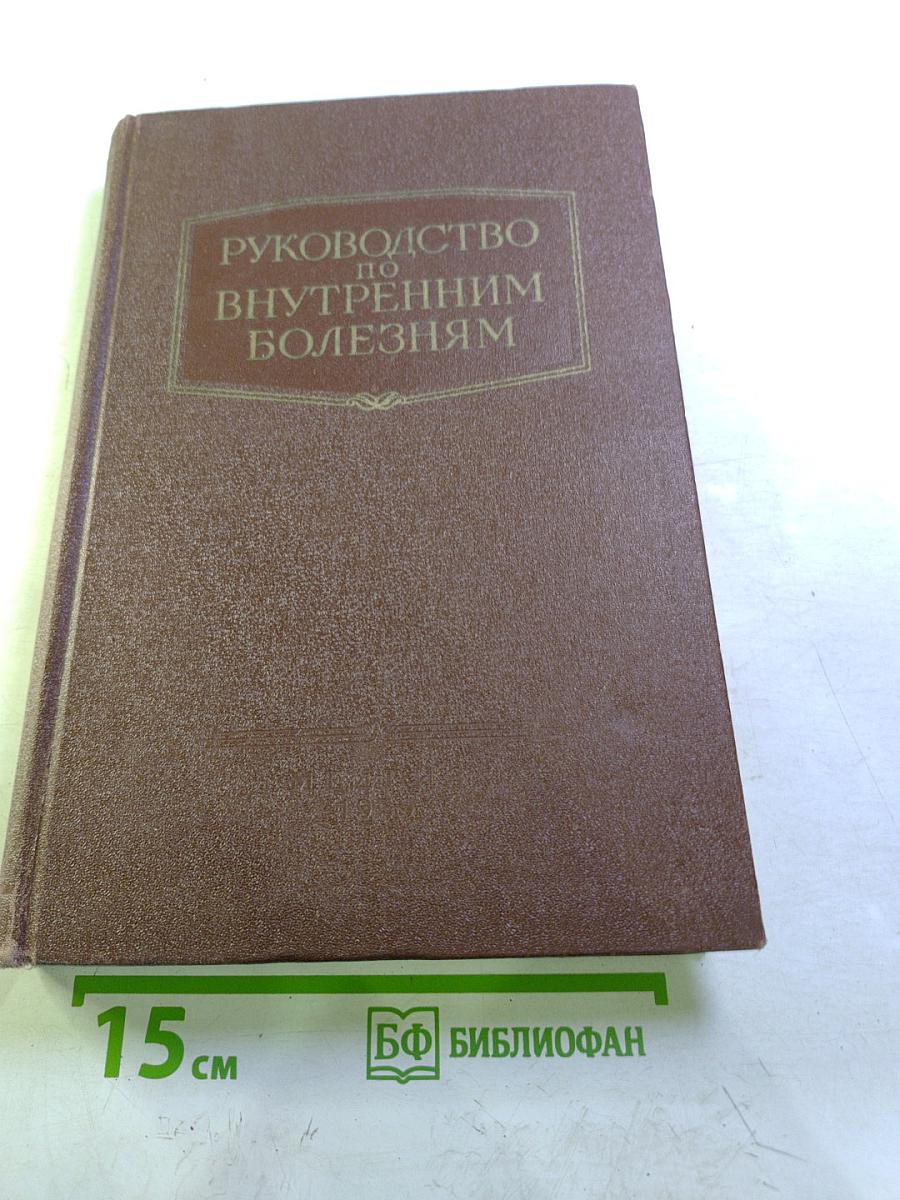 РУКОВОДСТВО
ПО
ВНУТРЕННИМ
БОЛЕЗНЯМ
15 см
БФ БИБЛИОФАН